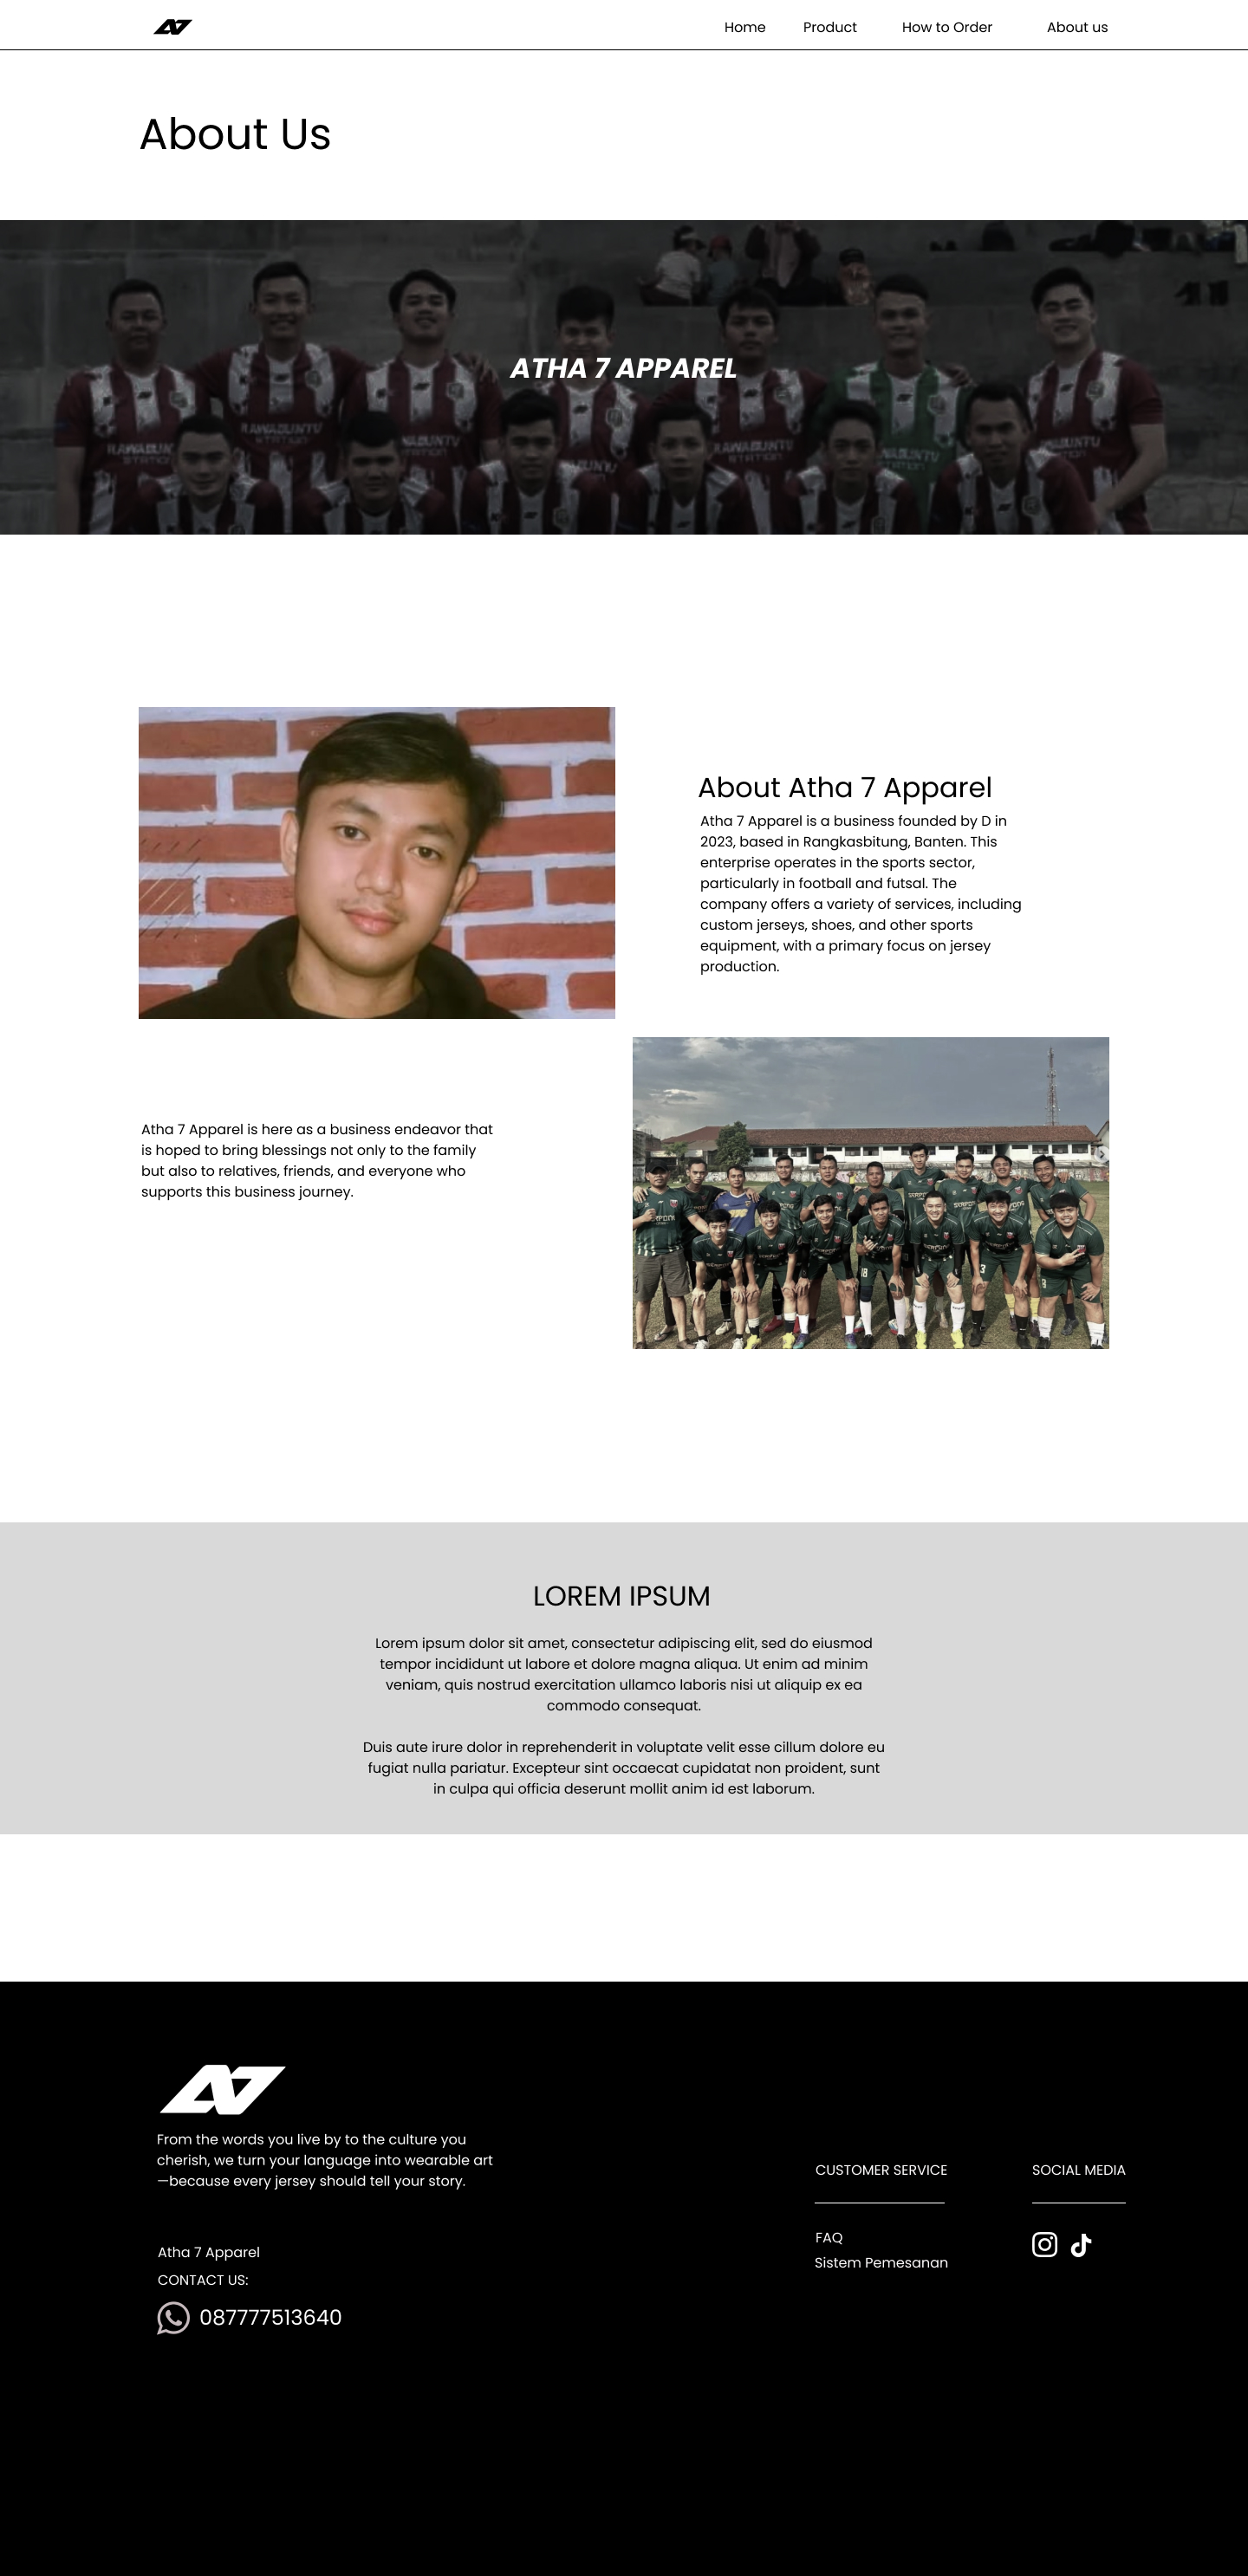 Home Product How to Order About us
About Us
ATHA 7 APPAREL
RAWABUNTU
STATION
About Atha 7 Apparel
Atha 7 Apparel is a business founded by D in
2023, based in Rangkasbitung, Banten. This
enterprise operates in the sports sector,
particularly in football and futsal. The
company offers a variety of services, including
custom jerseys, shoes, and other sports
equipment, with a primary focus on jersey
production.
Atha 7 Apparel is here as a business endeavor that
is hoped to bring blessings not only to the family
but also to relatives, friends, and everyone who
supports this business journey.
LOREM IPSUM
Lorem ipsum dolor sit amet, consectetur adipiscing elit, sed do eiusmod
tempor incididunt ut labore et dolore magna aliqua. Ut enim ad minim
veniam, quis nostrud exercitation ullamco laboris nisi ut aliquip ex ea
commodo consequat.
Duis aute irure dolor in reprehenderit in voluptate velit esse cillum dolore eu
fugiat nulla pariatur. Excepteur sint occaecat cupidatat non proident, sunt
in culpa qui officia deserunt mollit anim id est laborum.
From the words you live by to the culture you
cherish, we turn your language into wearable art
—because every jersey should tell your story.
Atha 7 Apparel
CONTACT US:
087777513640
CUSTOMER SERVICE
FAQ
Sistem Pemesanan
SOCIAL MEDIA